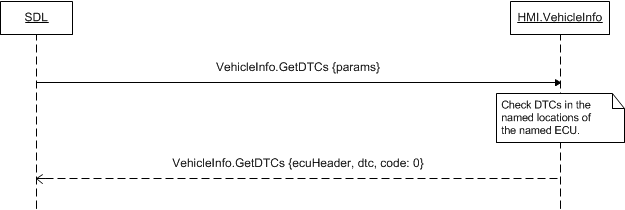 SDL
HMI.VehicleInfo
VehicleInfo.GetDTCs {params}
Check DTCs in the
named locations of
the named ECU.
VehicleInfo.GetDTCs {ecuHeader, dtc, code: 0}